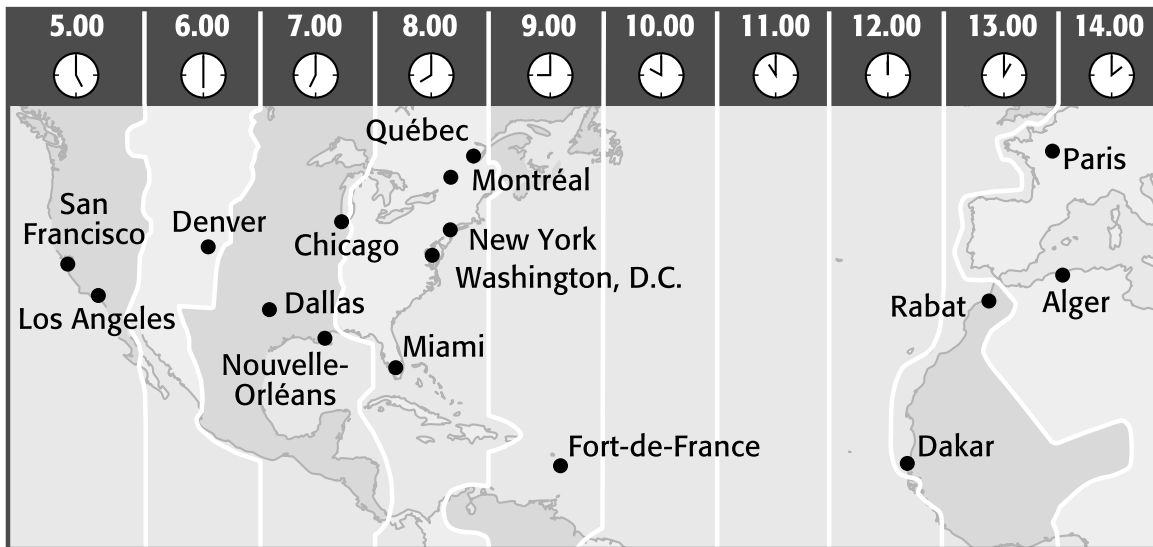 5.00 6.00 7.00 8.00 9.00 10.00 11.00 12.00 13.00 14.00
Québec
Paris
Montréal
San
Francisco
Denver
Chicago
New York
Washington, D.C.
Los Angeles
Dallas
Rabat
Alger
Miami
Nouvelle-
Orléans
Fort-de-France
Dakar